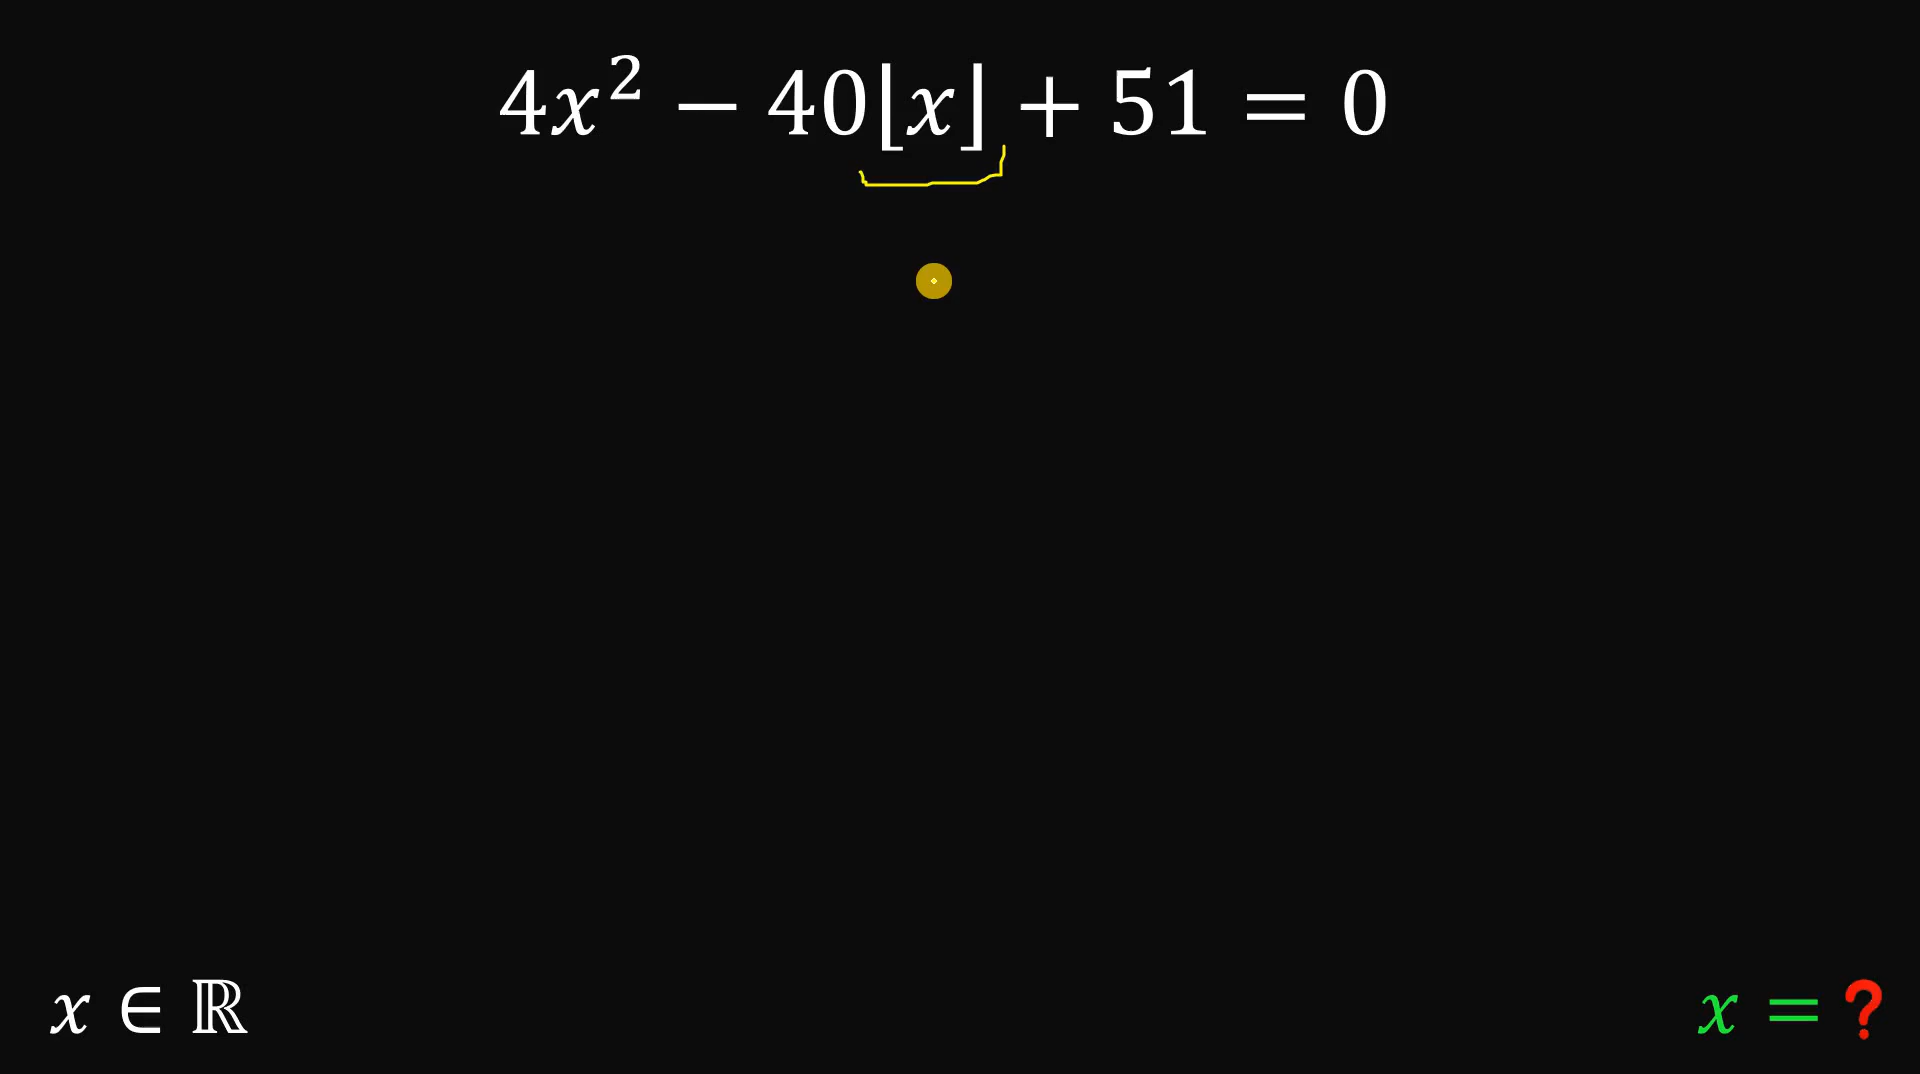 4x² − 40⌊x⌋ + 51 = 0
x ∈ ℝ
x = ?